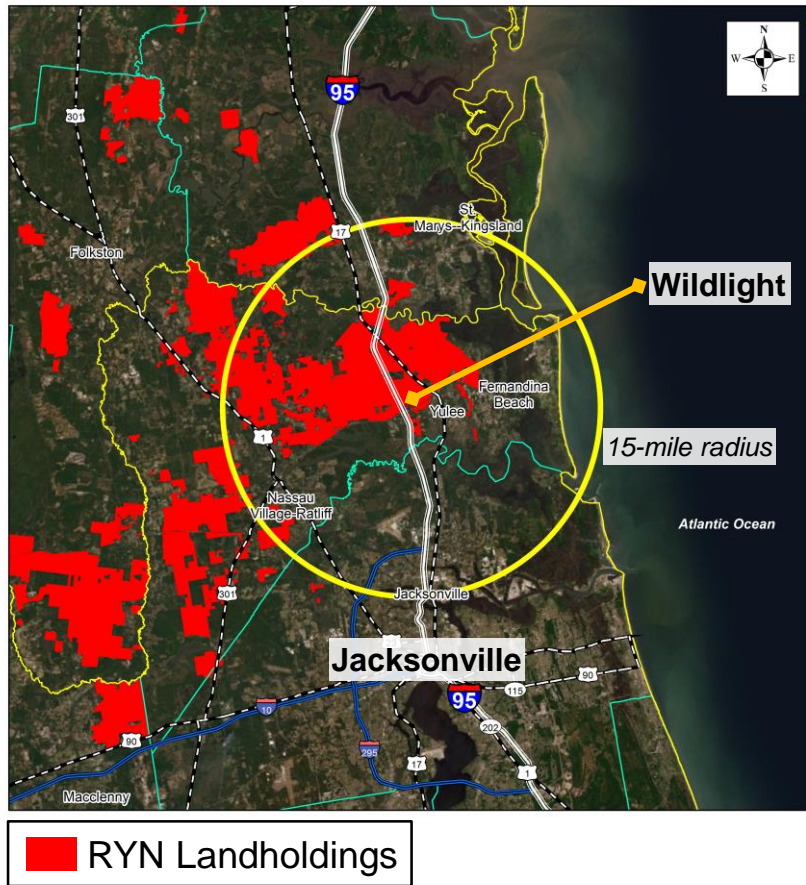 N
W E
S
95
301
St.
Marys--Kingsland
17
Folkston
Wildlight
Fernandina
Beach
Yulee
1
15-mile radius
Nassau
Village-Ratliff
Atlantic Ocean
301
Jacksonville
Jacksonville
90
95
115
10
202
90
295
17
1
Macclenny
RYN Landholdings